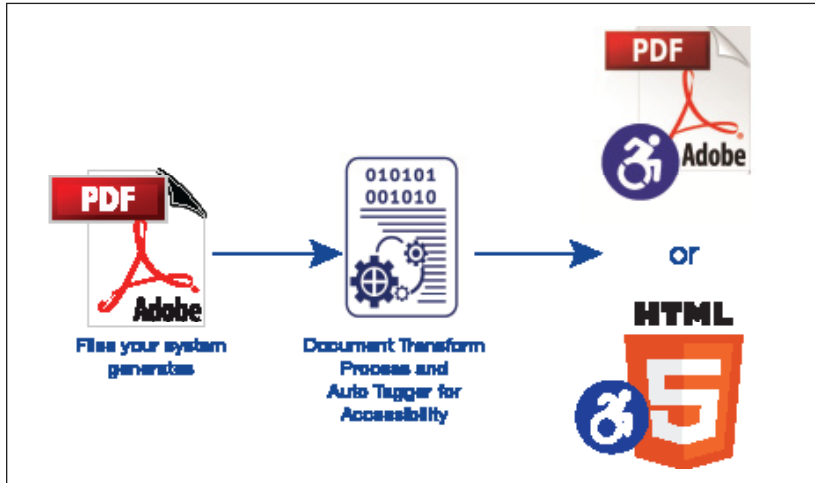 PDF
Adobe
Files your system
generates
010101
001010
Document Transform
Process and
Auto Tagger for
Accessibility
PDF
Adobe
or
HTML
5